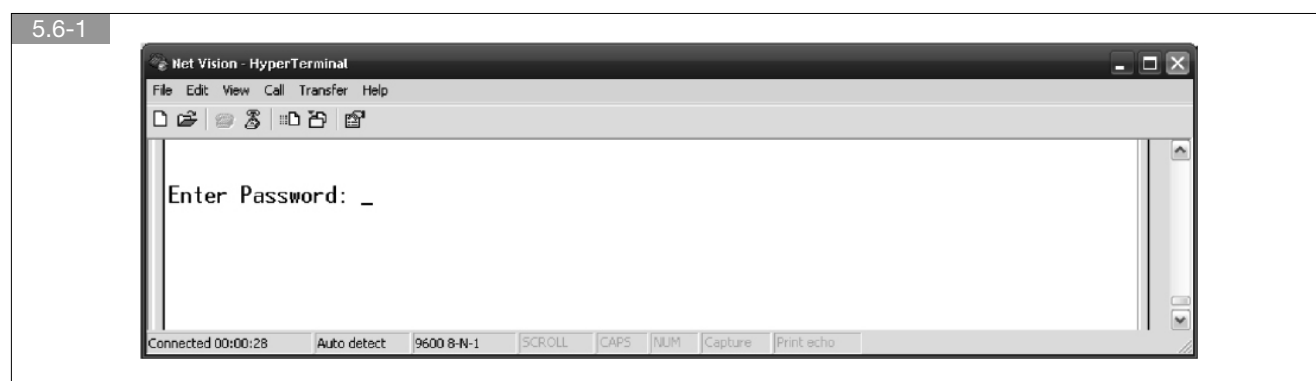 5.6-1
Net Vision - HyperTerminal
File Edit View Call Transfer Help
Enter Password: _
Connected 00:00:28 Auto detect 9600 8-N-1 SCROLL CAPS NUM Capture Print echo